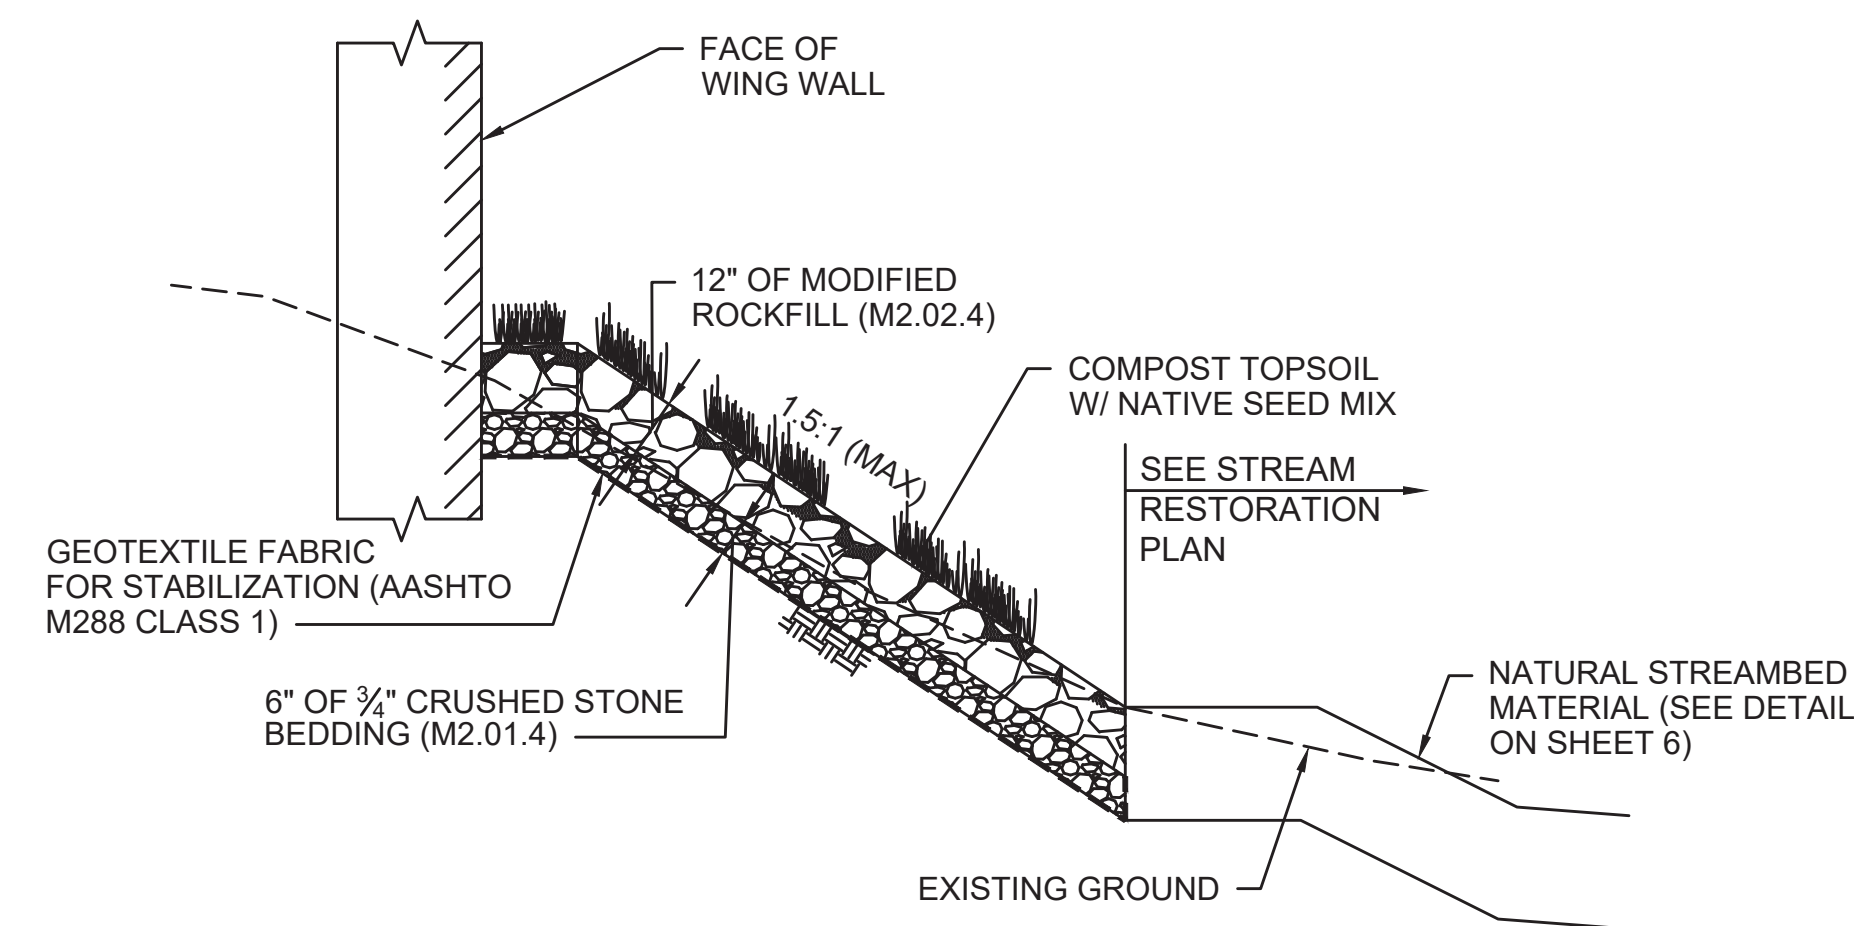 FACE OF
WING WALL
12" OF MODIFIED
ROCKFILL (M2.02.4)
COMPOST TOPSOIL
W/ NATIVE SEED MIX
1.5:1 (MAX)
SEE STREAM
RESTORATION
PLAN
GEOTEXTILE FABRIC
FOR STABILIZATION (AASHTO
M288 CLASS 1)
6" OF ¾" CRUSHED STONE
BEDDING (M2.01.4)
NATURAL STREAMBED
MATERIAL (SEE DETAIL
ON SHEET 6)
EXISTING GROUND